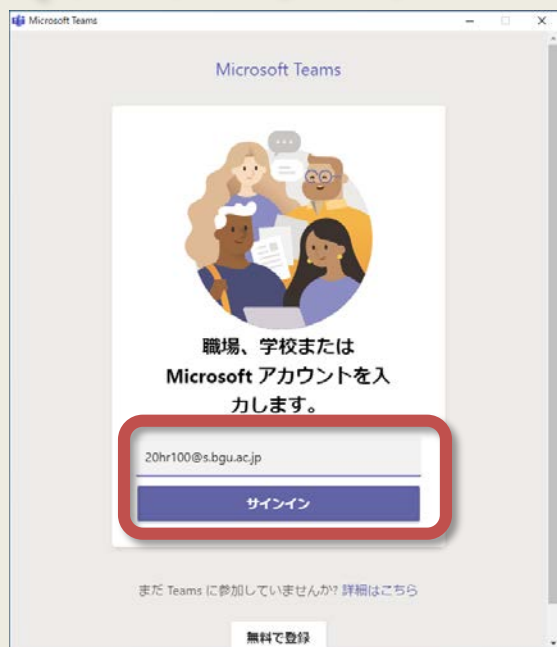 Microsoft Teams
Microsoft Teams
職場、学校または
Microsoft アカウントを入
力します。
20hr100@s.bgu.ac.jp
サインイン
まだ Teams に参加していませんか? 詳細はこちら
無料で登録